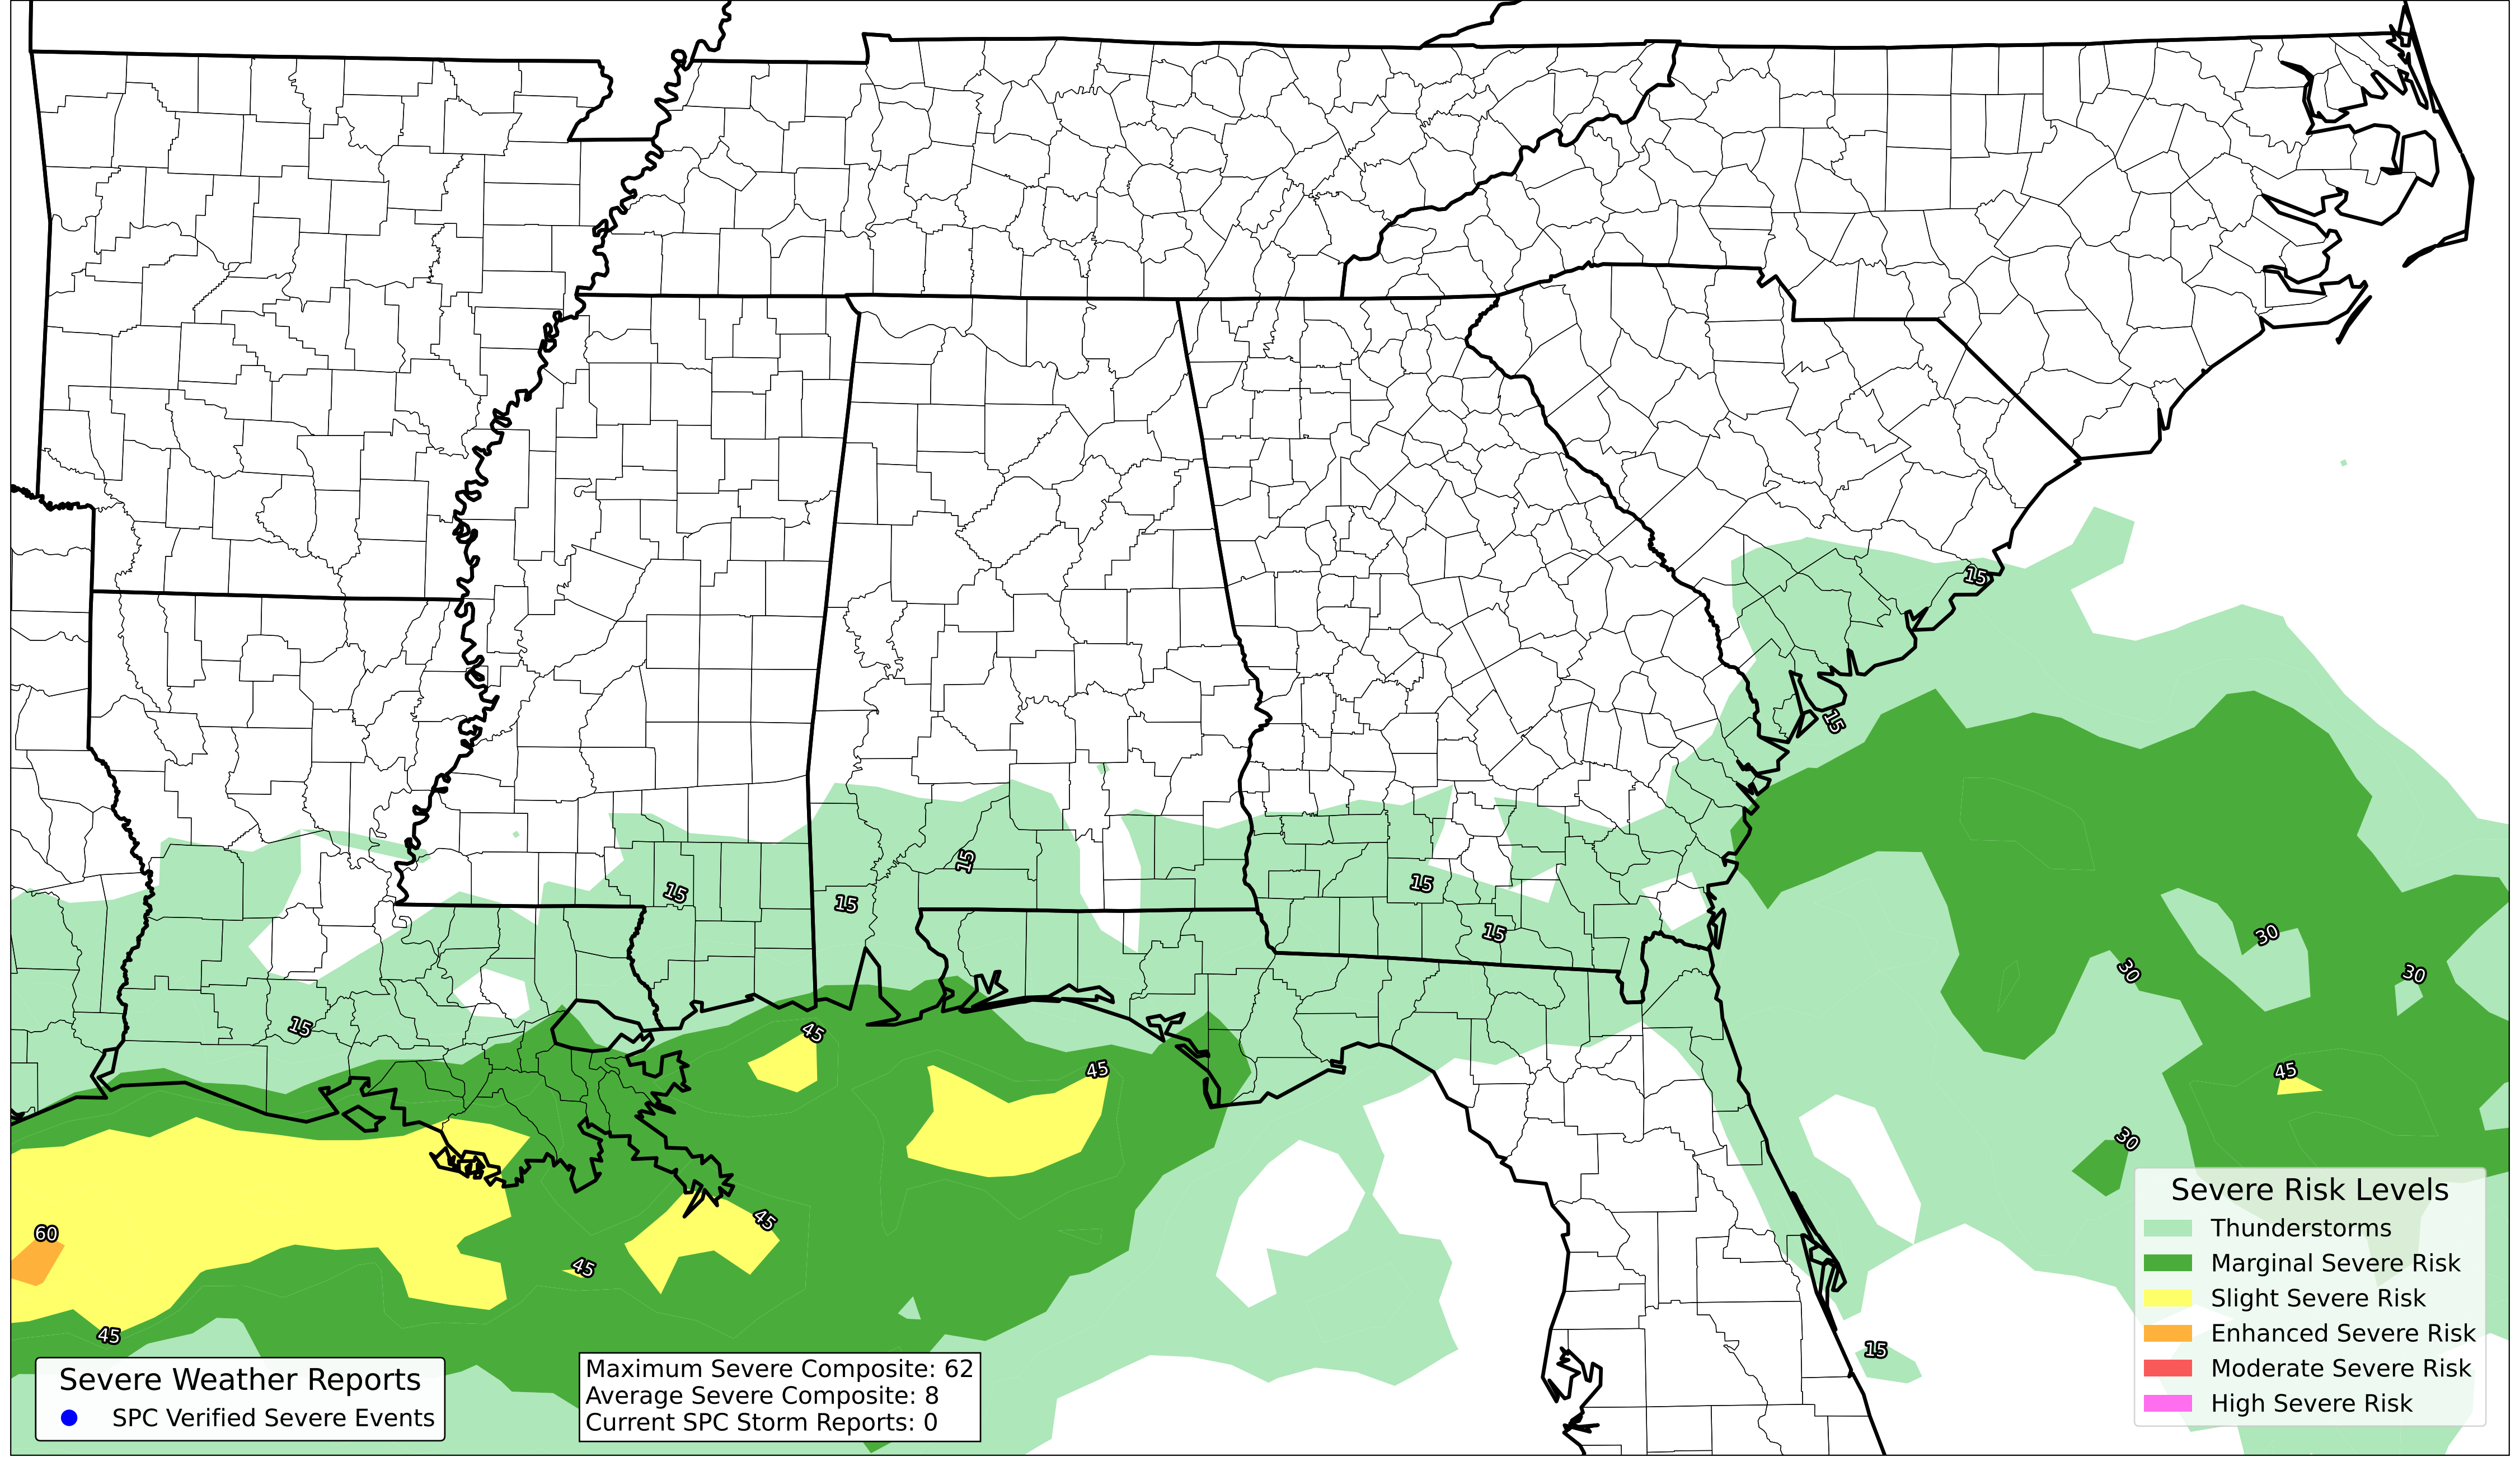 15
15
15
15
15
15
15
30
30
30
15
45
45
45
30
45
60
45
45
15
Severe Risk Levels
Thunderstorms
Marginal Severe Risk
Slight Severe Risk
Enhanced Severe Risk
Moderate Severe Risk
High Severe Risk
Severe Weather Reports
SPC Verified Severe Events
Maximum Severe Composite: 62
Average Severe Composite: 8
Current SPC Storm Reports: 0